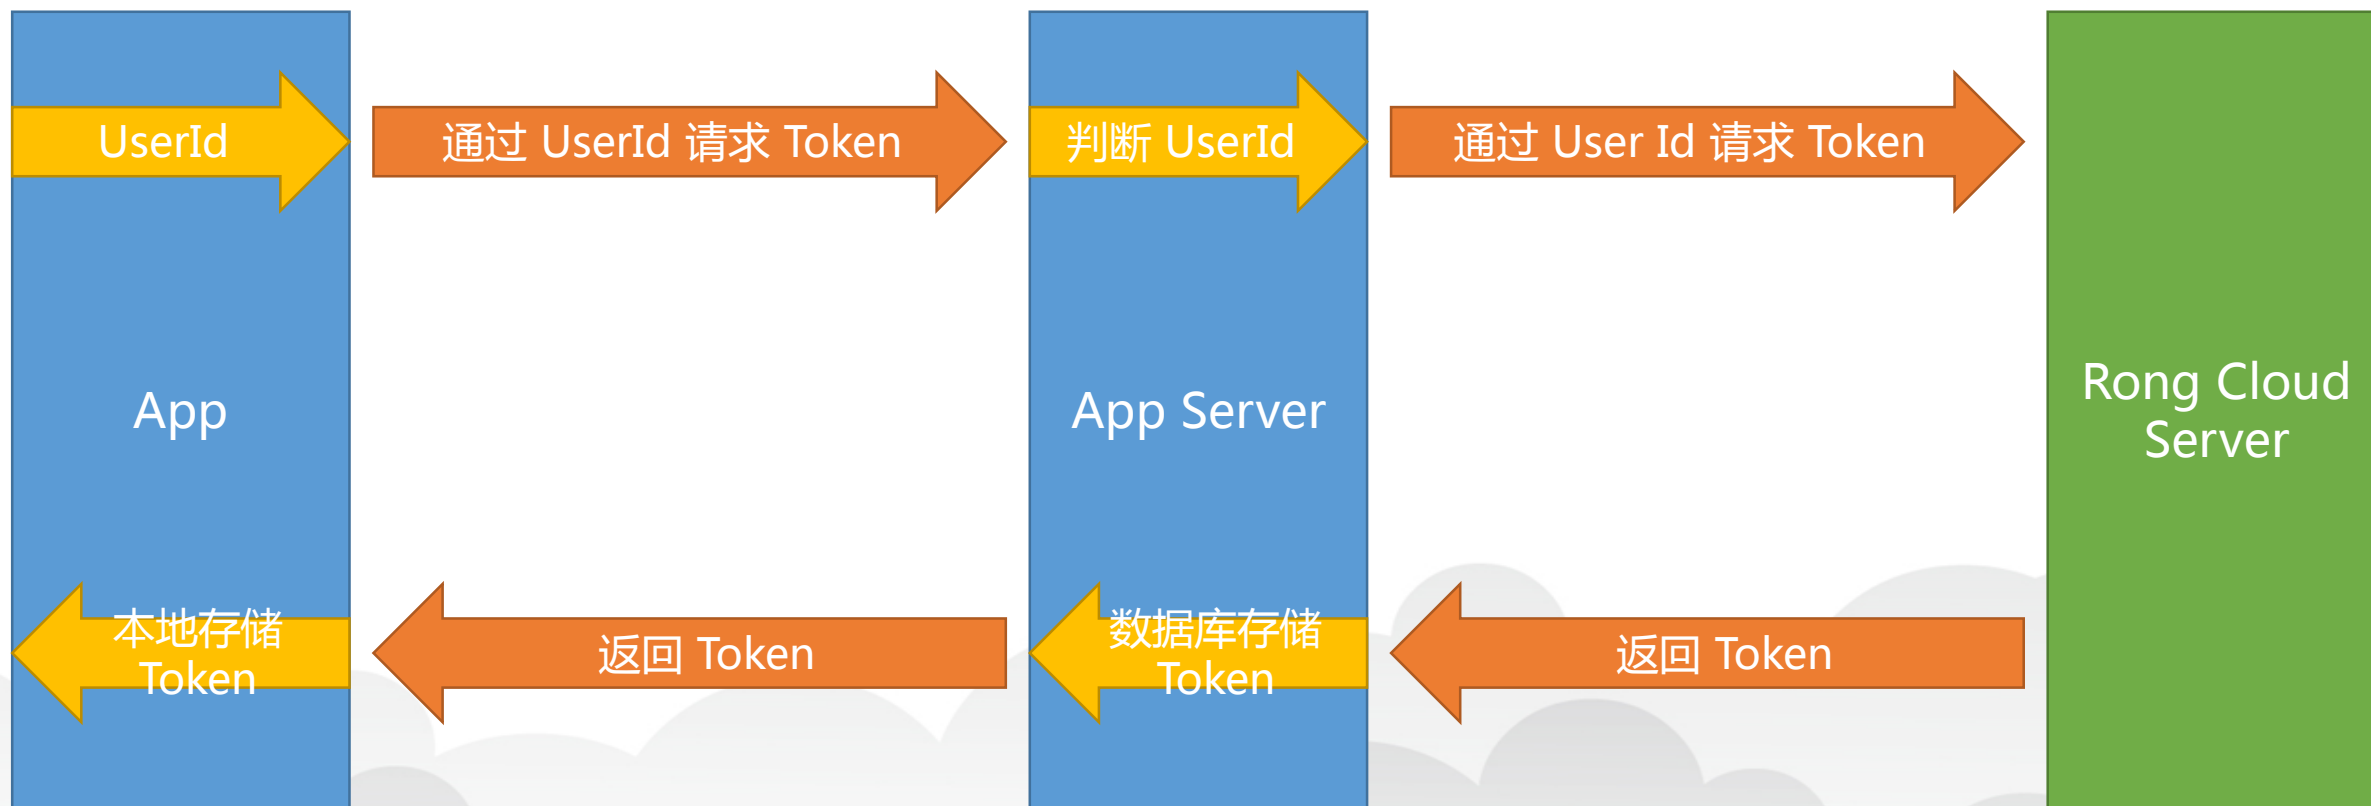 UserId
通过 UserId 请求 Token
判断 UserId
通过 User Id 请求 Token
App
App Server
Rong Cloud
Server
本地存储
Token
返回 Token
数据库存储
Token
返回 Token